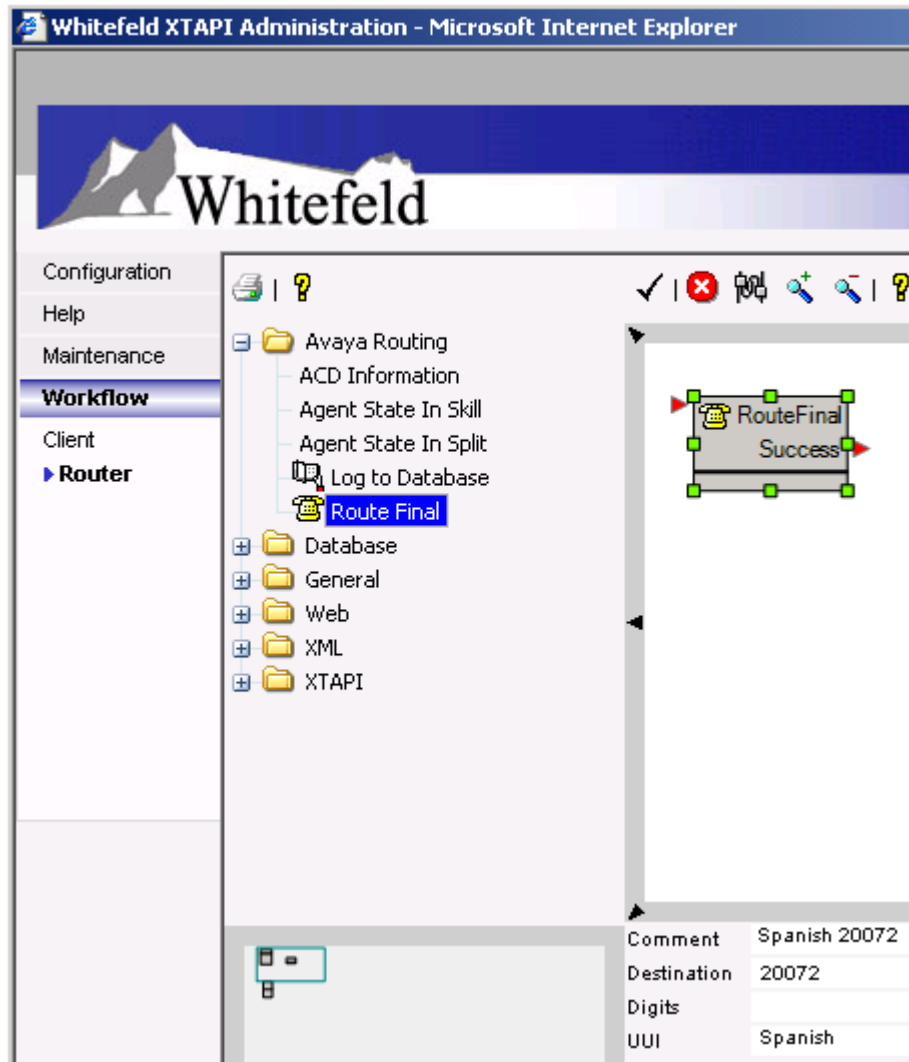 Whitefeld XTAPI Administration - Microsoft Internet Explorer
Whitefeld
Configuration
Help
Maintenance
Workflow
Client
Router
Avaya Routing
ACD Information
Agent State In Skill
Agent State In Split
Log to Database
Route Final
Database
General
Web
XML
XTAPI
RouteFinal
Success
Comment Spanish 20072
Destination 20072
Digits
UUI Spanish